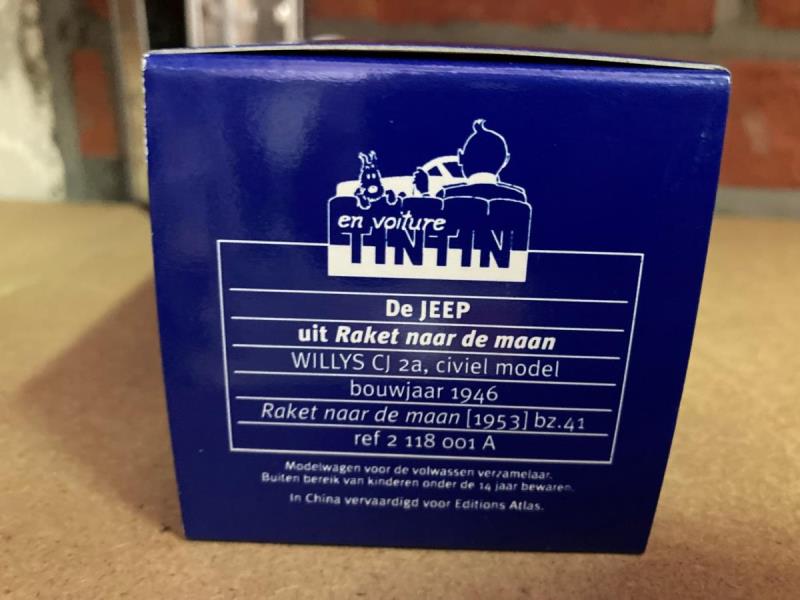 en voiture
TINTIN
De JEEP
uit Raket naar de maan
WILLYS CJ 2a, civiel model
bouwjaar 1946
Raket naar de maan [1953] bz.41
ref 2 118 001 A
Modelwagen voor de volwassen verzamelaar.
Buiten bereik van kinderen onder de 14 jaar bewaren.
In China vervaardigd voor Editions Atlas.